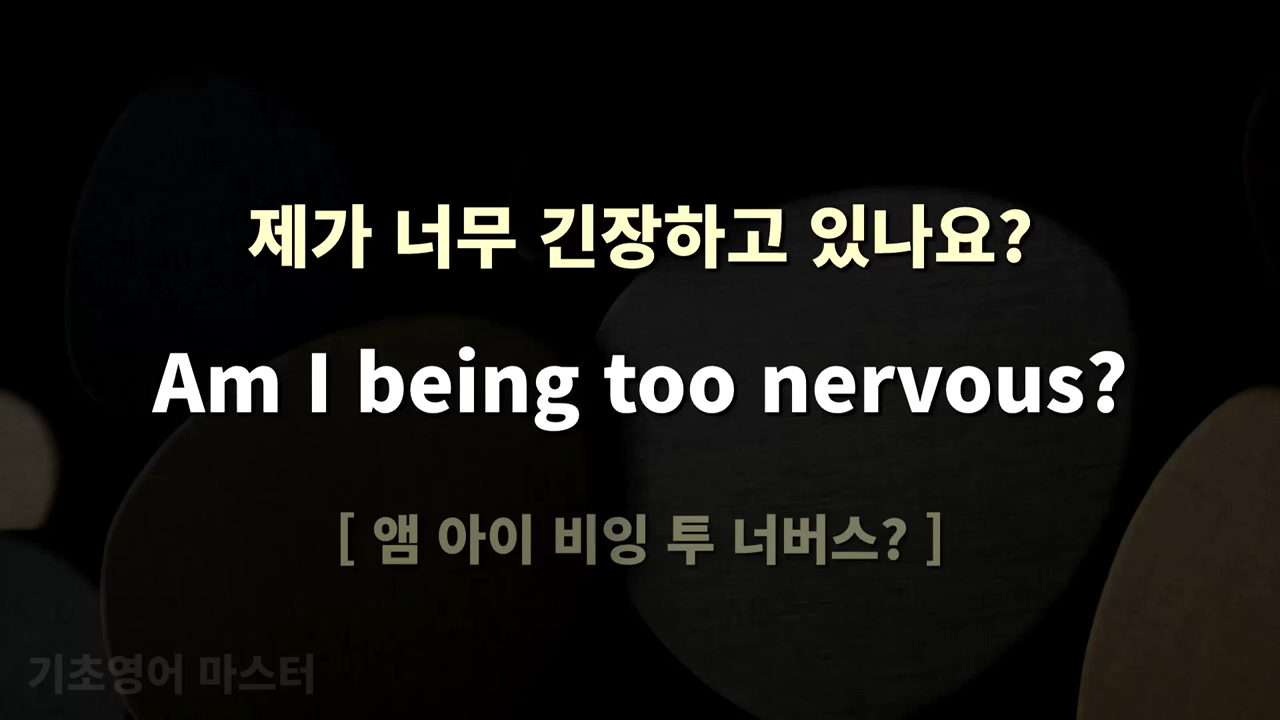 제가 너무 긴장하고 있나요?
Am I being too nervous?
[ 앰 아이 비잉 투 너버스? ]
기초영어 마스터